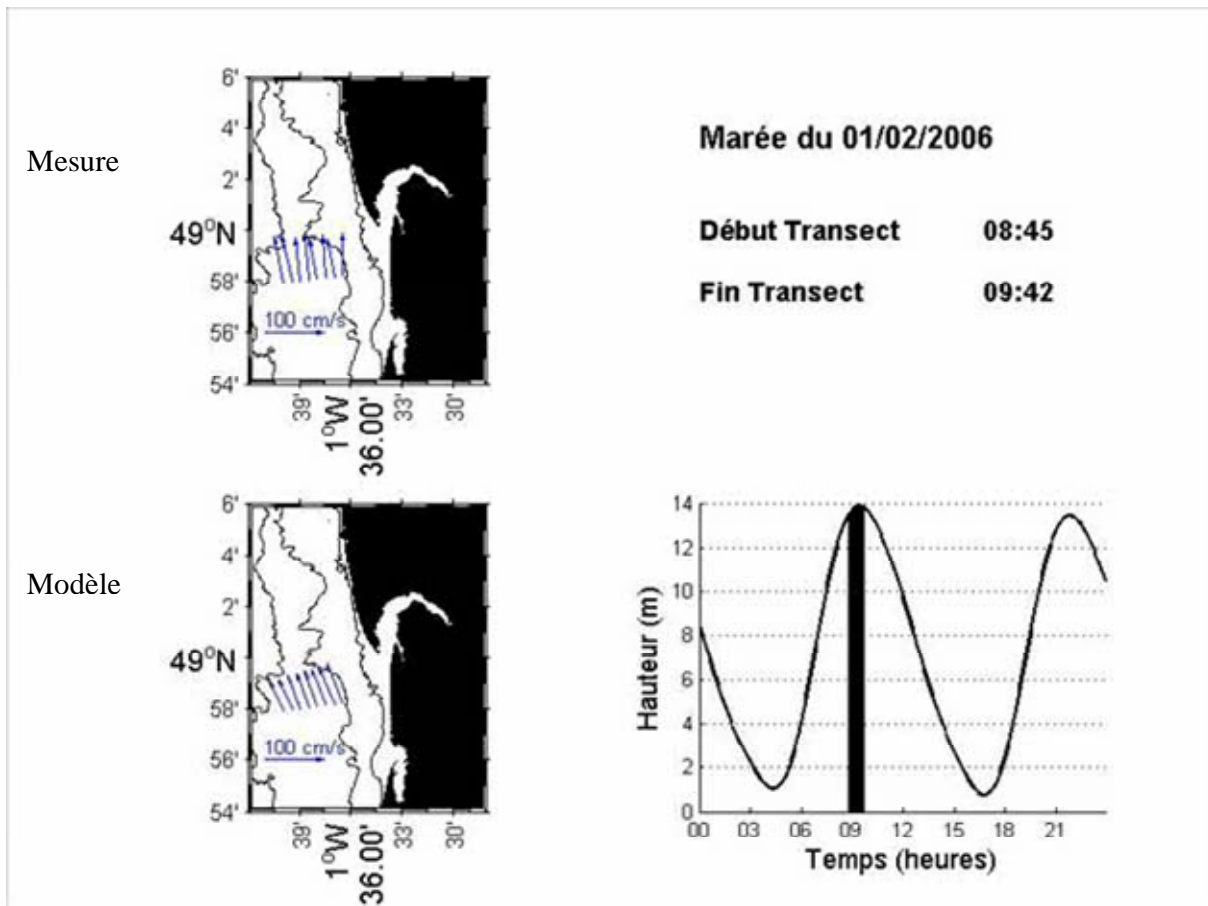 Mesure
6'
4'
2'
49°N
58'
56'
54'
100 cm/s
39'
1°W
36.00'
33'
30'
Marée du 01/02/2006
Début Transect 08:45
Fin Transect 09:42
Modèle
6'
4'
2'
49°N
58'
56'
54'
100 cm/s
39'
1°W
36.00'
33'
30'
Hauteur (m)
14
12
10
8
6
4
2
0
00 03 06 09 12 15 18 21
Temps (heures)